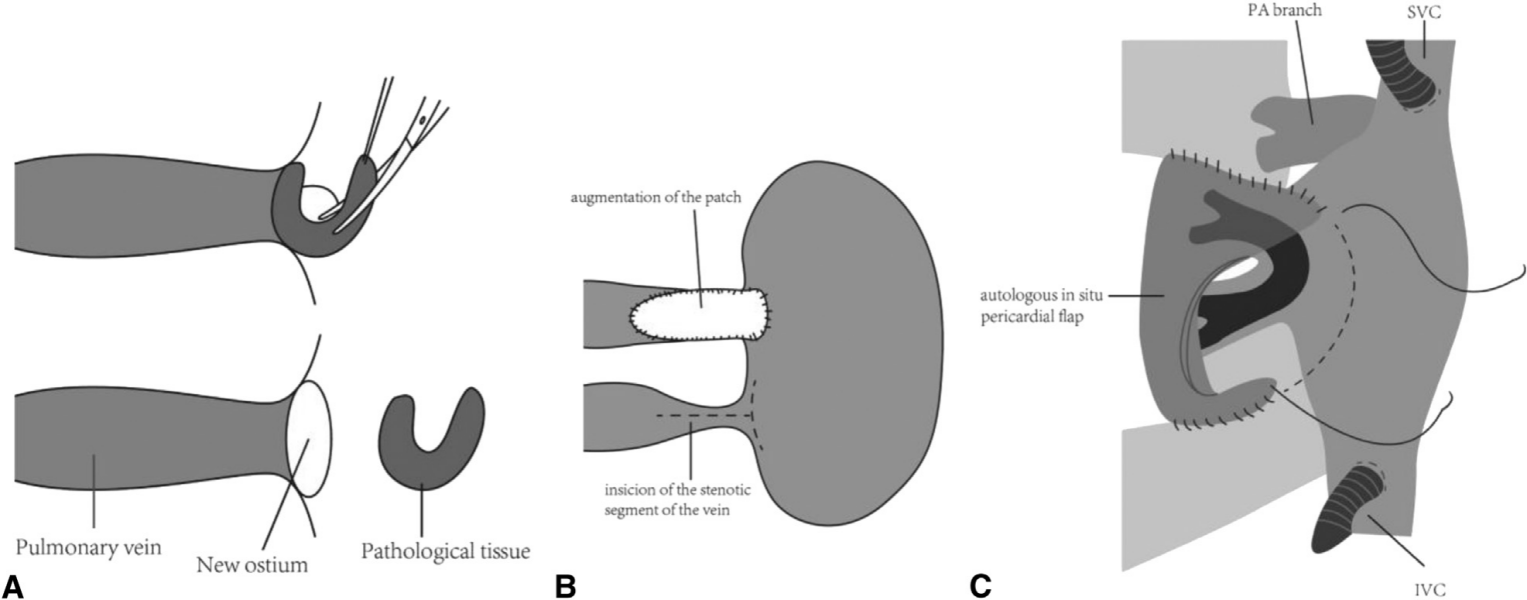 Pulmonary vein
New ostium
Pathological tissue
A
augmentation of the patch
insicion of the stenotic
segment of the vein
B
PA branch
SVC
autologous in situ
pericardial flap
IVC
C